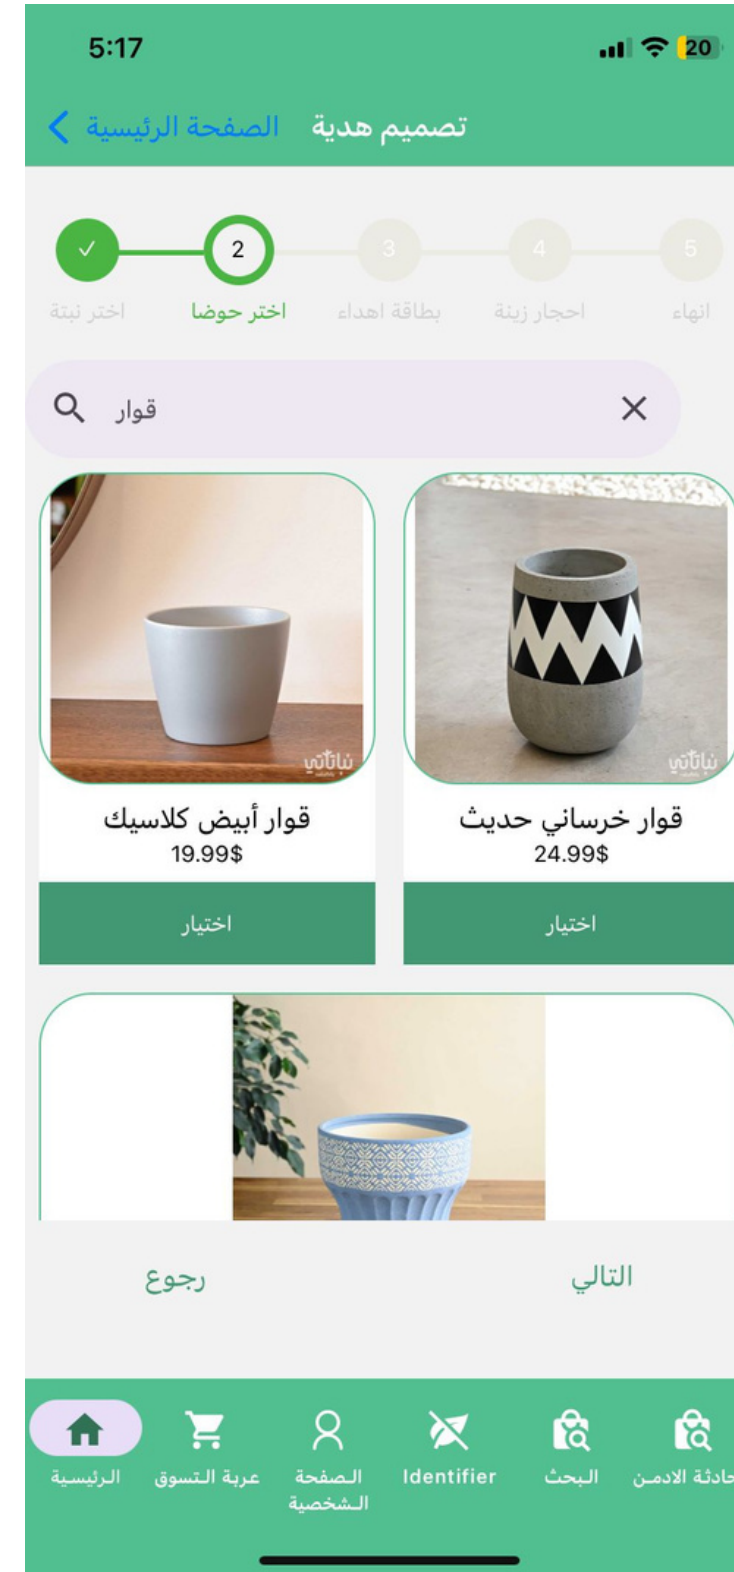 5:17
20
الصفحة الرئيسية
تصميم هدية
2
3
4
5
اختر نبتة
اختر حوضا
بطاقة اهداء
احجار زينة
انهاء
قوار
نباتاتي
نباتاتي
قوار أبيض كلاسيك
19.99$
قوار خرساني حديث
24.99$
اختيار
اختيار
رجوع
التالي
الرئيسية
عربة التسوق
الصفحة
الشخصية
Identifier
البحث
حادثة الادمن